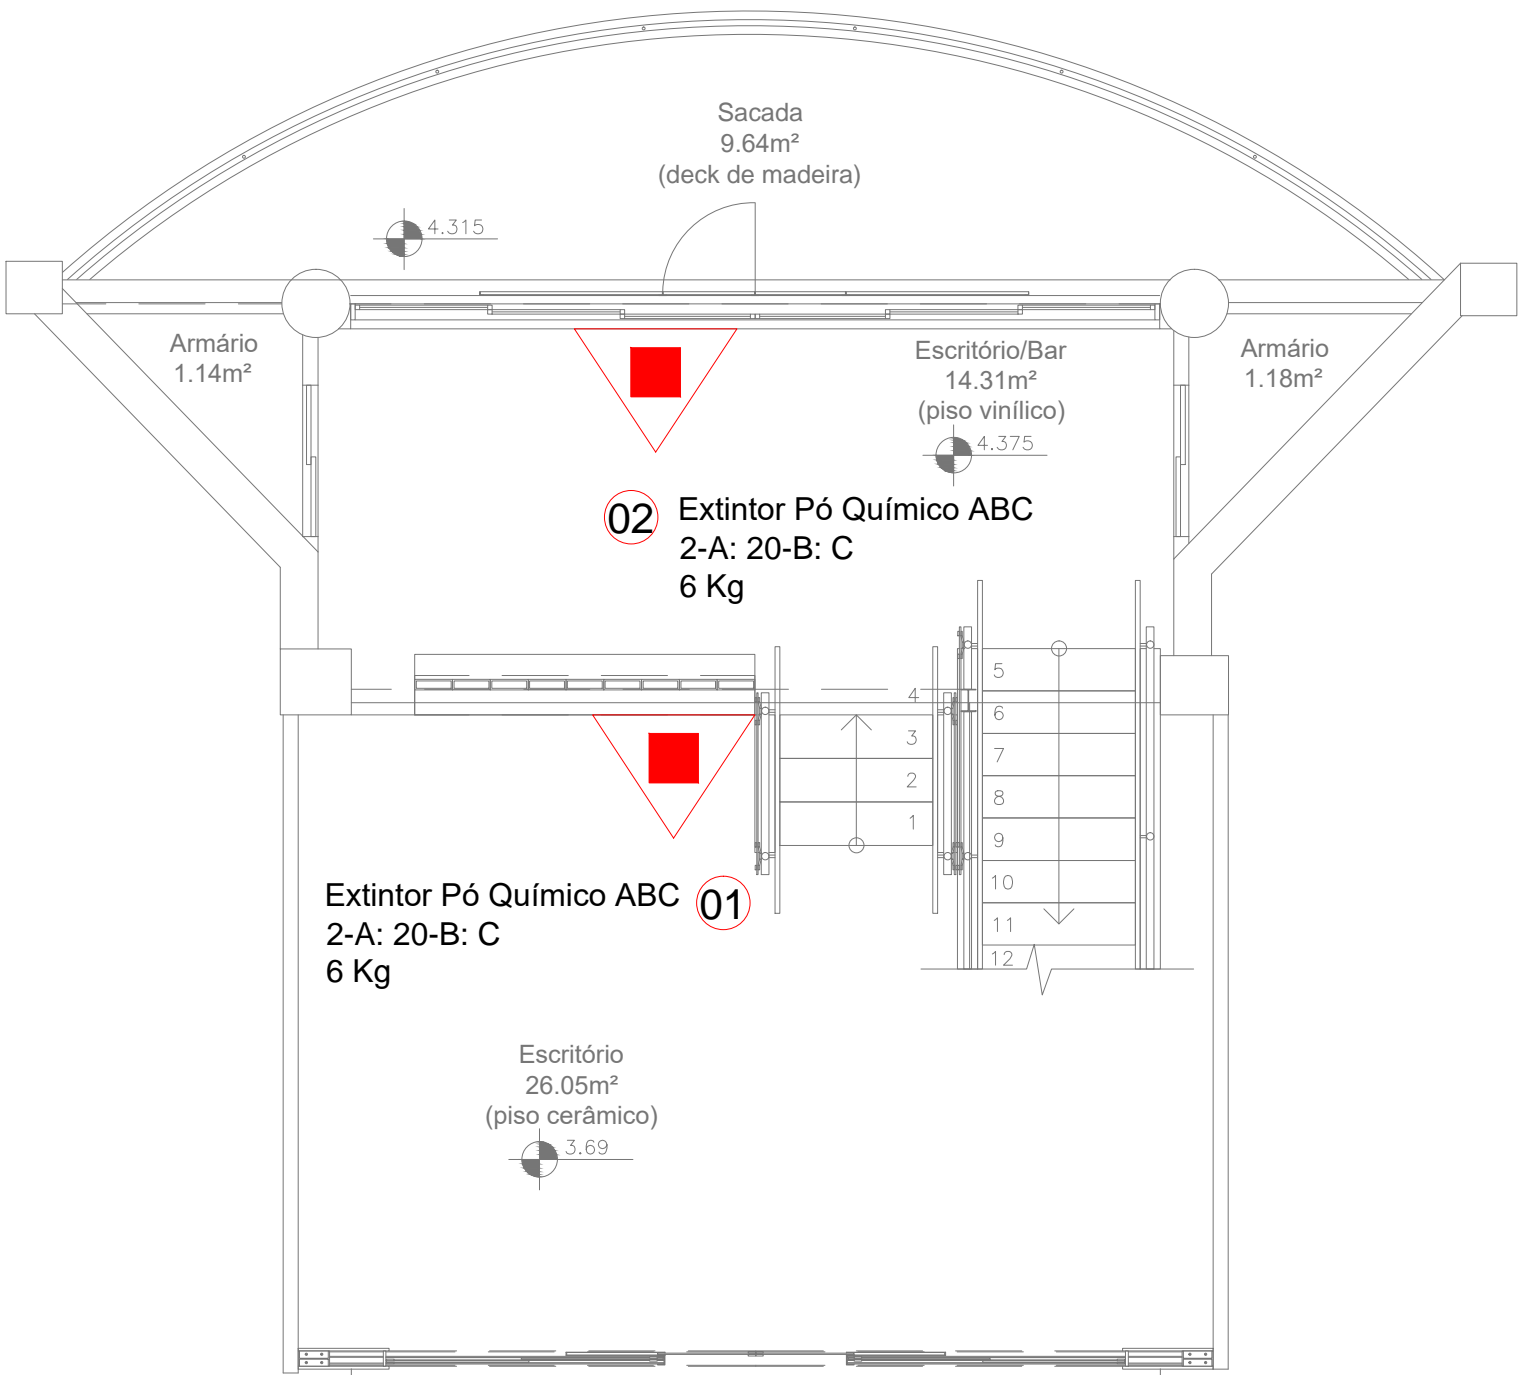 Sacada
9.64m²
(deck de madeira)
4.315
Armário
1.14m²
Escritório/Bar
14.31m²
(piso vinílico)
4.375
Armário
1.18m²
02
Extintor Pó Químico ABC
2-A: 20-B: C
6 Kg
4
3
2
1
5
6
7
8
9
10
11
12
Extintor Pó Químico ABC
2-A: 20-B: C
6 Kg
01
Escritório
26.05m²
(piso cerâmico)
3.69